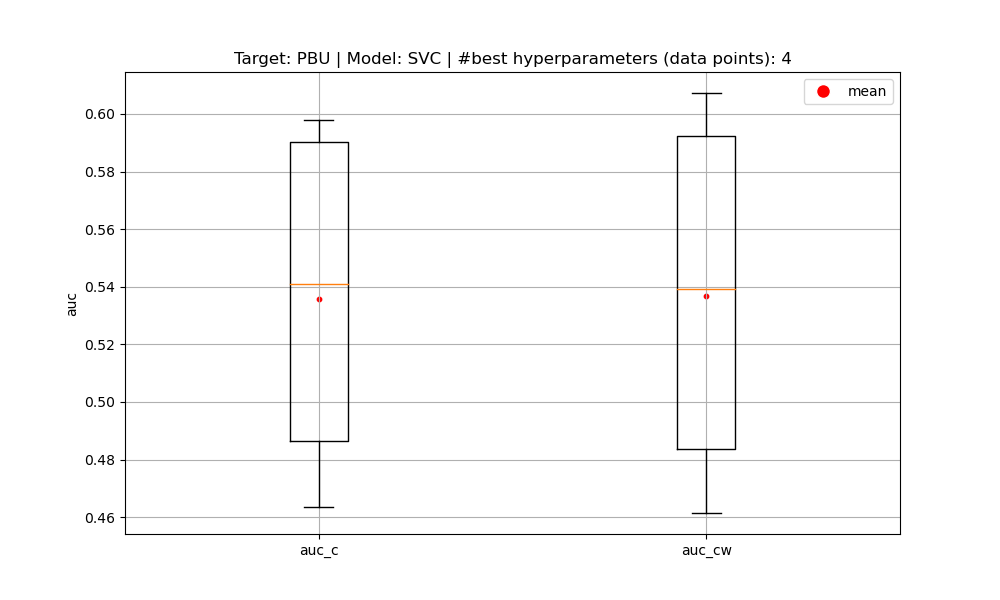 Target: PBU | Model: SVC | #best hyperparameters (data points): 4
mean
0.60
0.58
0.56
0.54
0.52
0.50
0.48
0.46
auc
auc_c
auc_cw